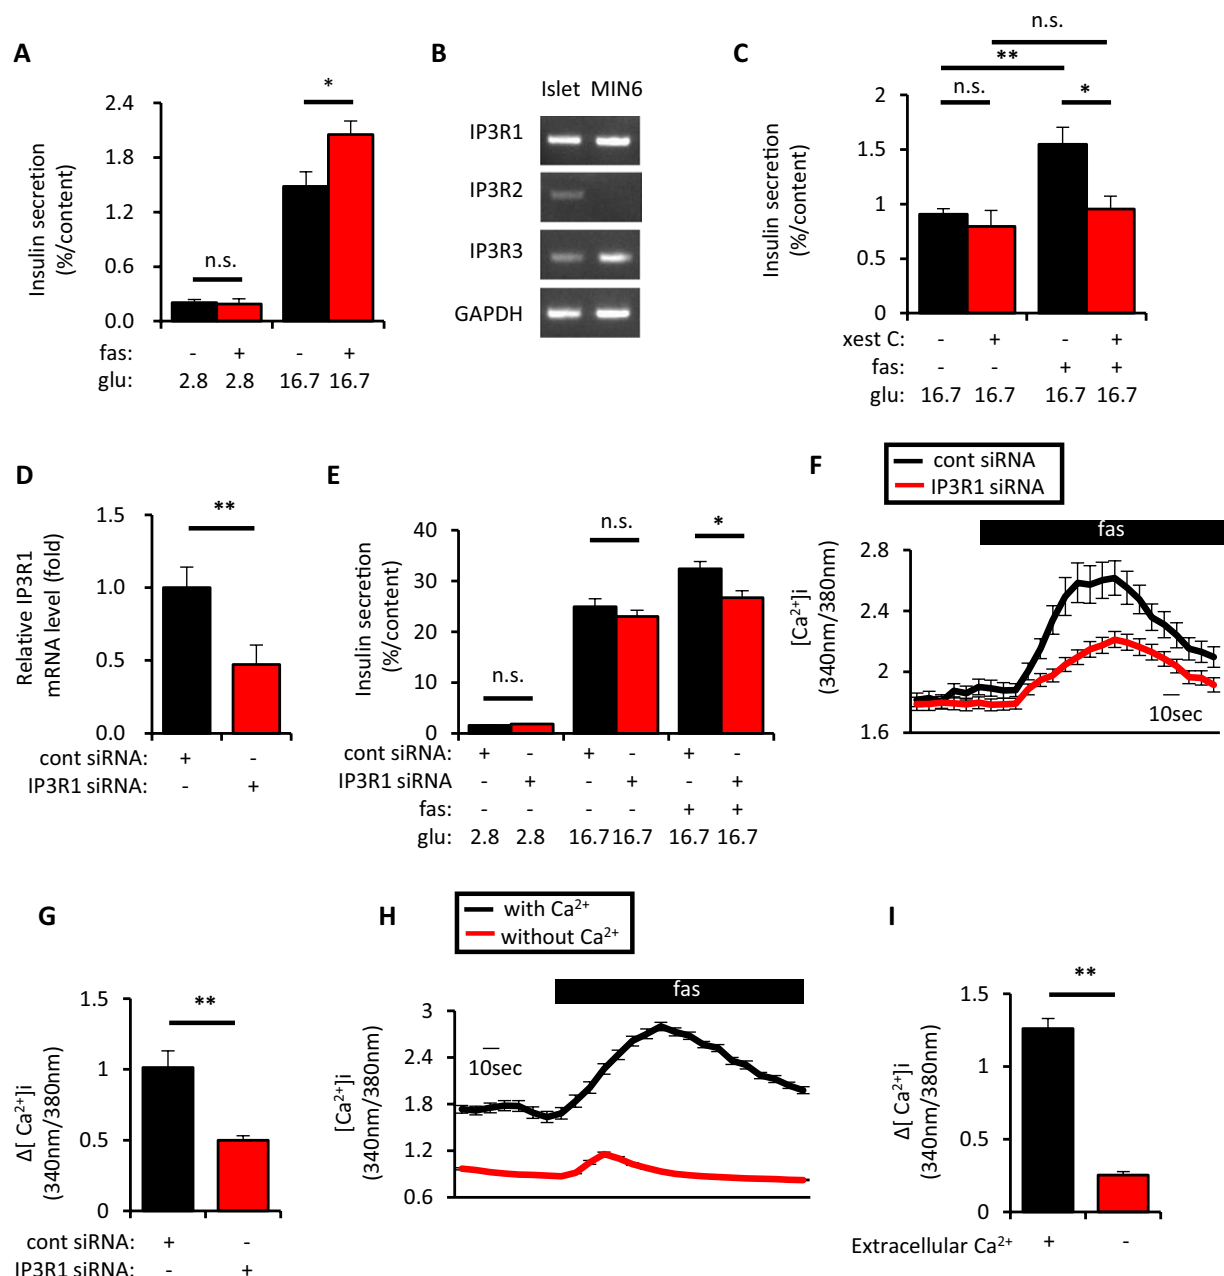 A
*
2.4
1.8
1.2
0.6
0.0
Insulin secretion
(%/content)
n.s.
fas: - + - +
glu: 2.8 2.8 16.7 16.7
B
Islet MIN6
IP3R1
IP3R2
IP3R3
GAPDH
C
n.s.
**
n.s. *
2
1.5
1
0.5
0
Insulin secretion
(%/content)
xest C: - + - +
fas: - - + +
glu: 16.7 16.7 16.7 16.7
D
**
1.5
1.0
0.5
0.0
Relative IP3R1
mRNA level (fold)
cont siRNA: + -
IP3R1 siRNA: - +
E
n.s. n.s. *
40
30
20
10
0
Insulin secretion
(%/content)
cont siRNA: + - + - + -
IP3R1 siRNA - + - + - +
fas: - - - - + +
glu: 2.8 2.8 16.7 16.7 16.7 16.7
F
cont siRNA
IP3R1 siRNA
fas
2.8
2.4
2
1.6
[Ca²⁺]i
(340nm/380nm)
10sec
G
**
1.5
1
0.5
0
Δ[ Ca²⁺]i
(340nm/380nm)
cont siRNA: + -
IP3R1 siRNA: - +
H
with Ca²⁺
without Ca²⁺
fas
3
2.4
1.8
1.2
0.6
[Ca²⁺]i
(340nm/380nm)
10sec
I
**
1.5
1
0.5
0
Δ[ Ca²⁺]i
(340nm/380nm)
Extracellular Ca²⁺ + -